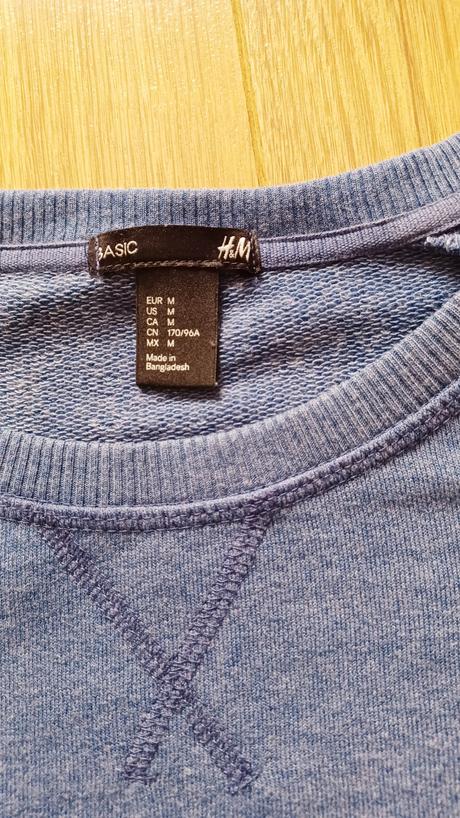 BASIC H&M
EUR M
US M
CA M
CN 170/96A
MX M
Made in
Bangladesh